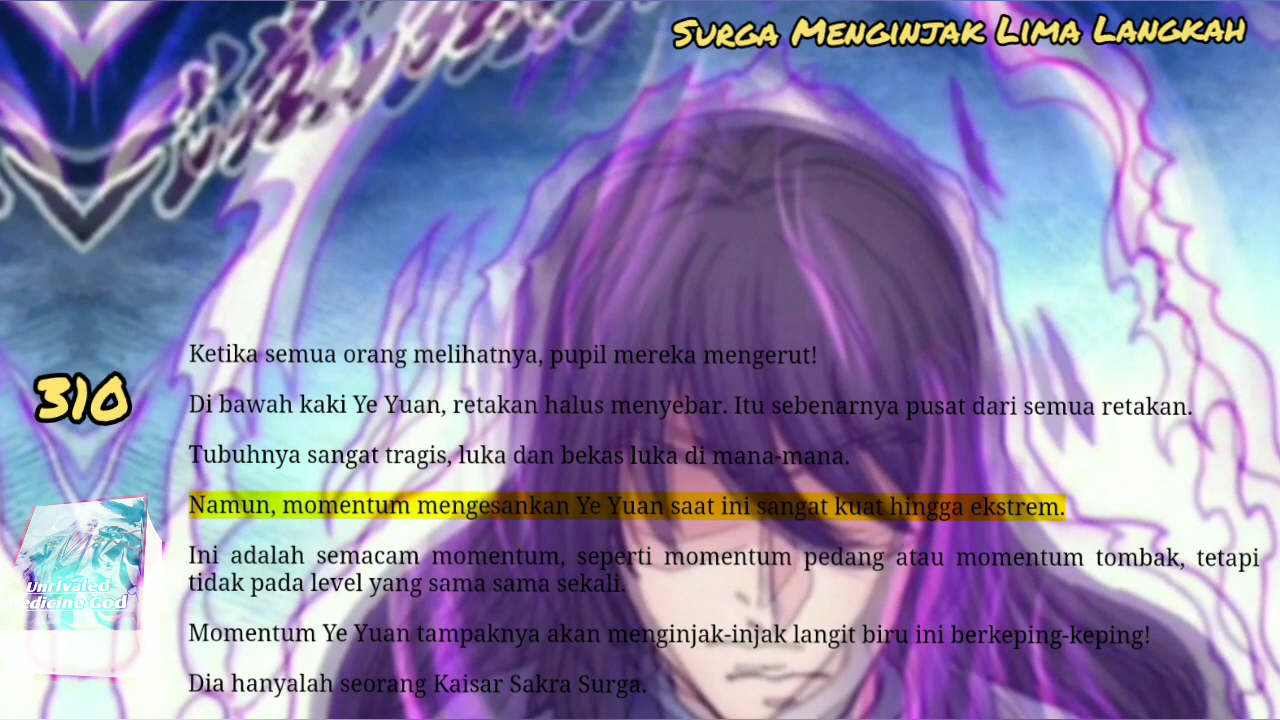 Surga Menginjak Lima Langkah
Ketika semua orang melihatnya, pupil mereka mengerut!
310
Di bawah kaki Ye Yuan, retakan halus menyebar. Itu sebenarnya pusat dari semua retakan.
Tubuhnya sangat tragis, luka dan bekas luka di mana-mana.
Namun, momentum mengesankan Ye Yuan saat ini sangat kuat hingga ekstrem.
Ini adalah semacam momentum, seperti momentum pedang atau momentum tombak, tetapi
tidak pada level yang sama sama sekali.
Unrivaled
Medicine God
Momentum Ye Yuan tampaknya akan menginjak-injak langit biru ini berkeping-keping!
Dia hanyalah seorang Kaisar Sakra Surga.